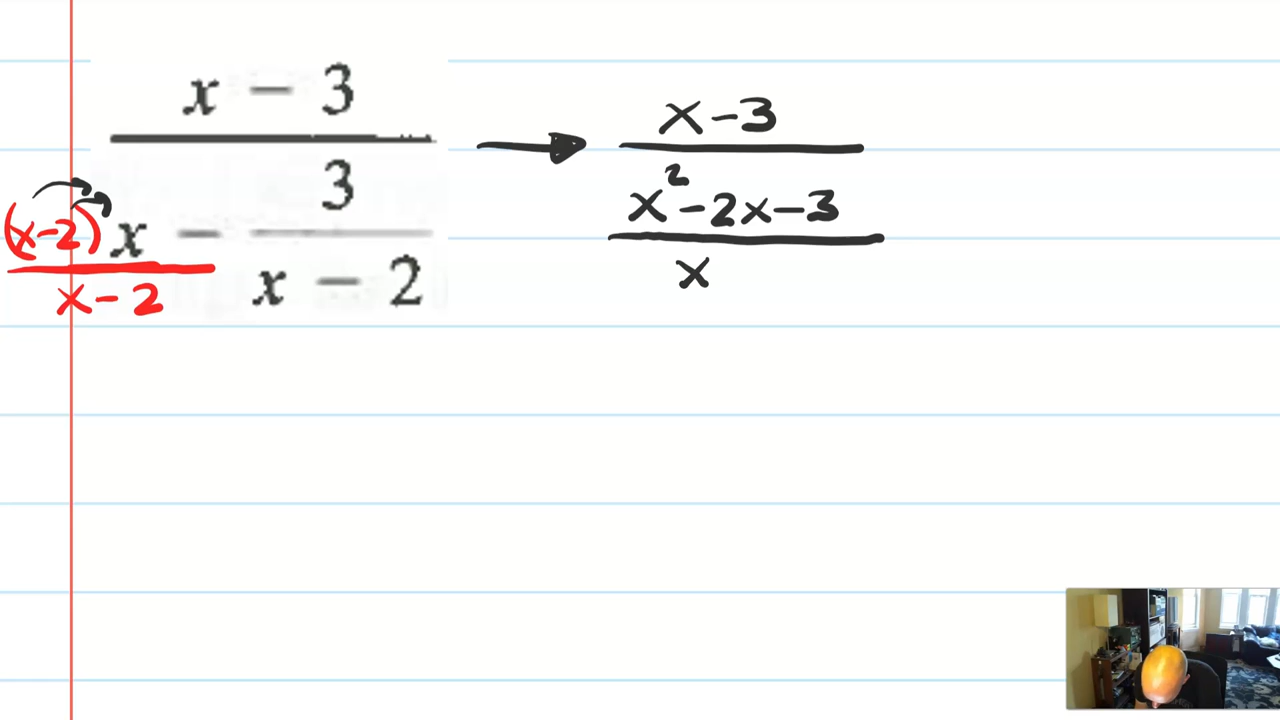 x - 3
3
(x-2) x -
x-2
x - 2
x-3
x²-2x-3
x